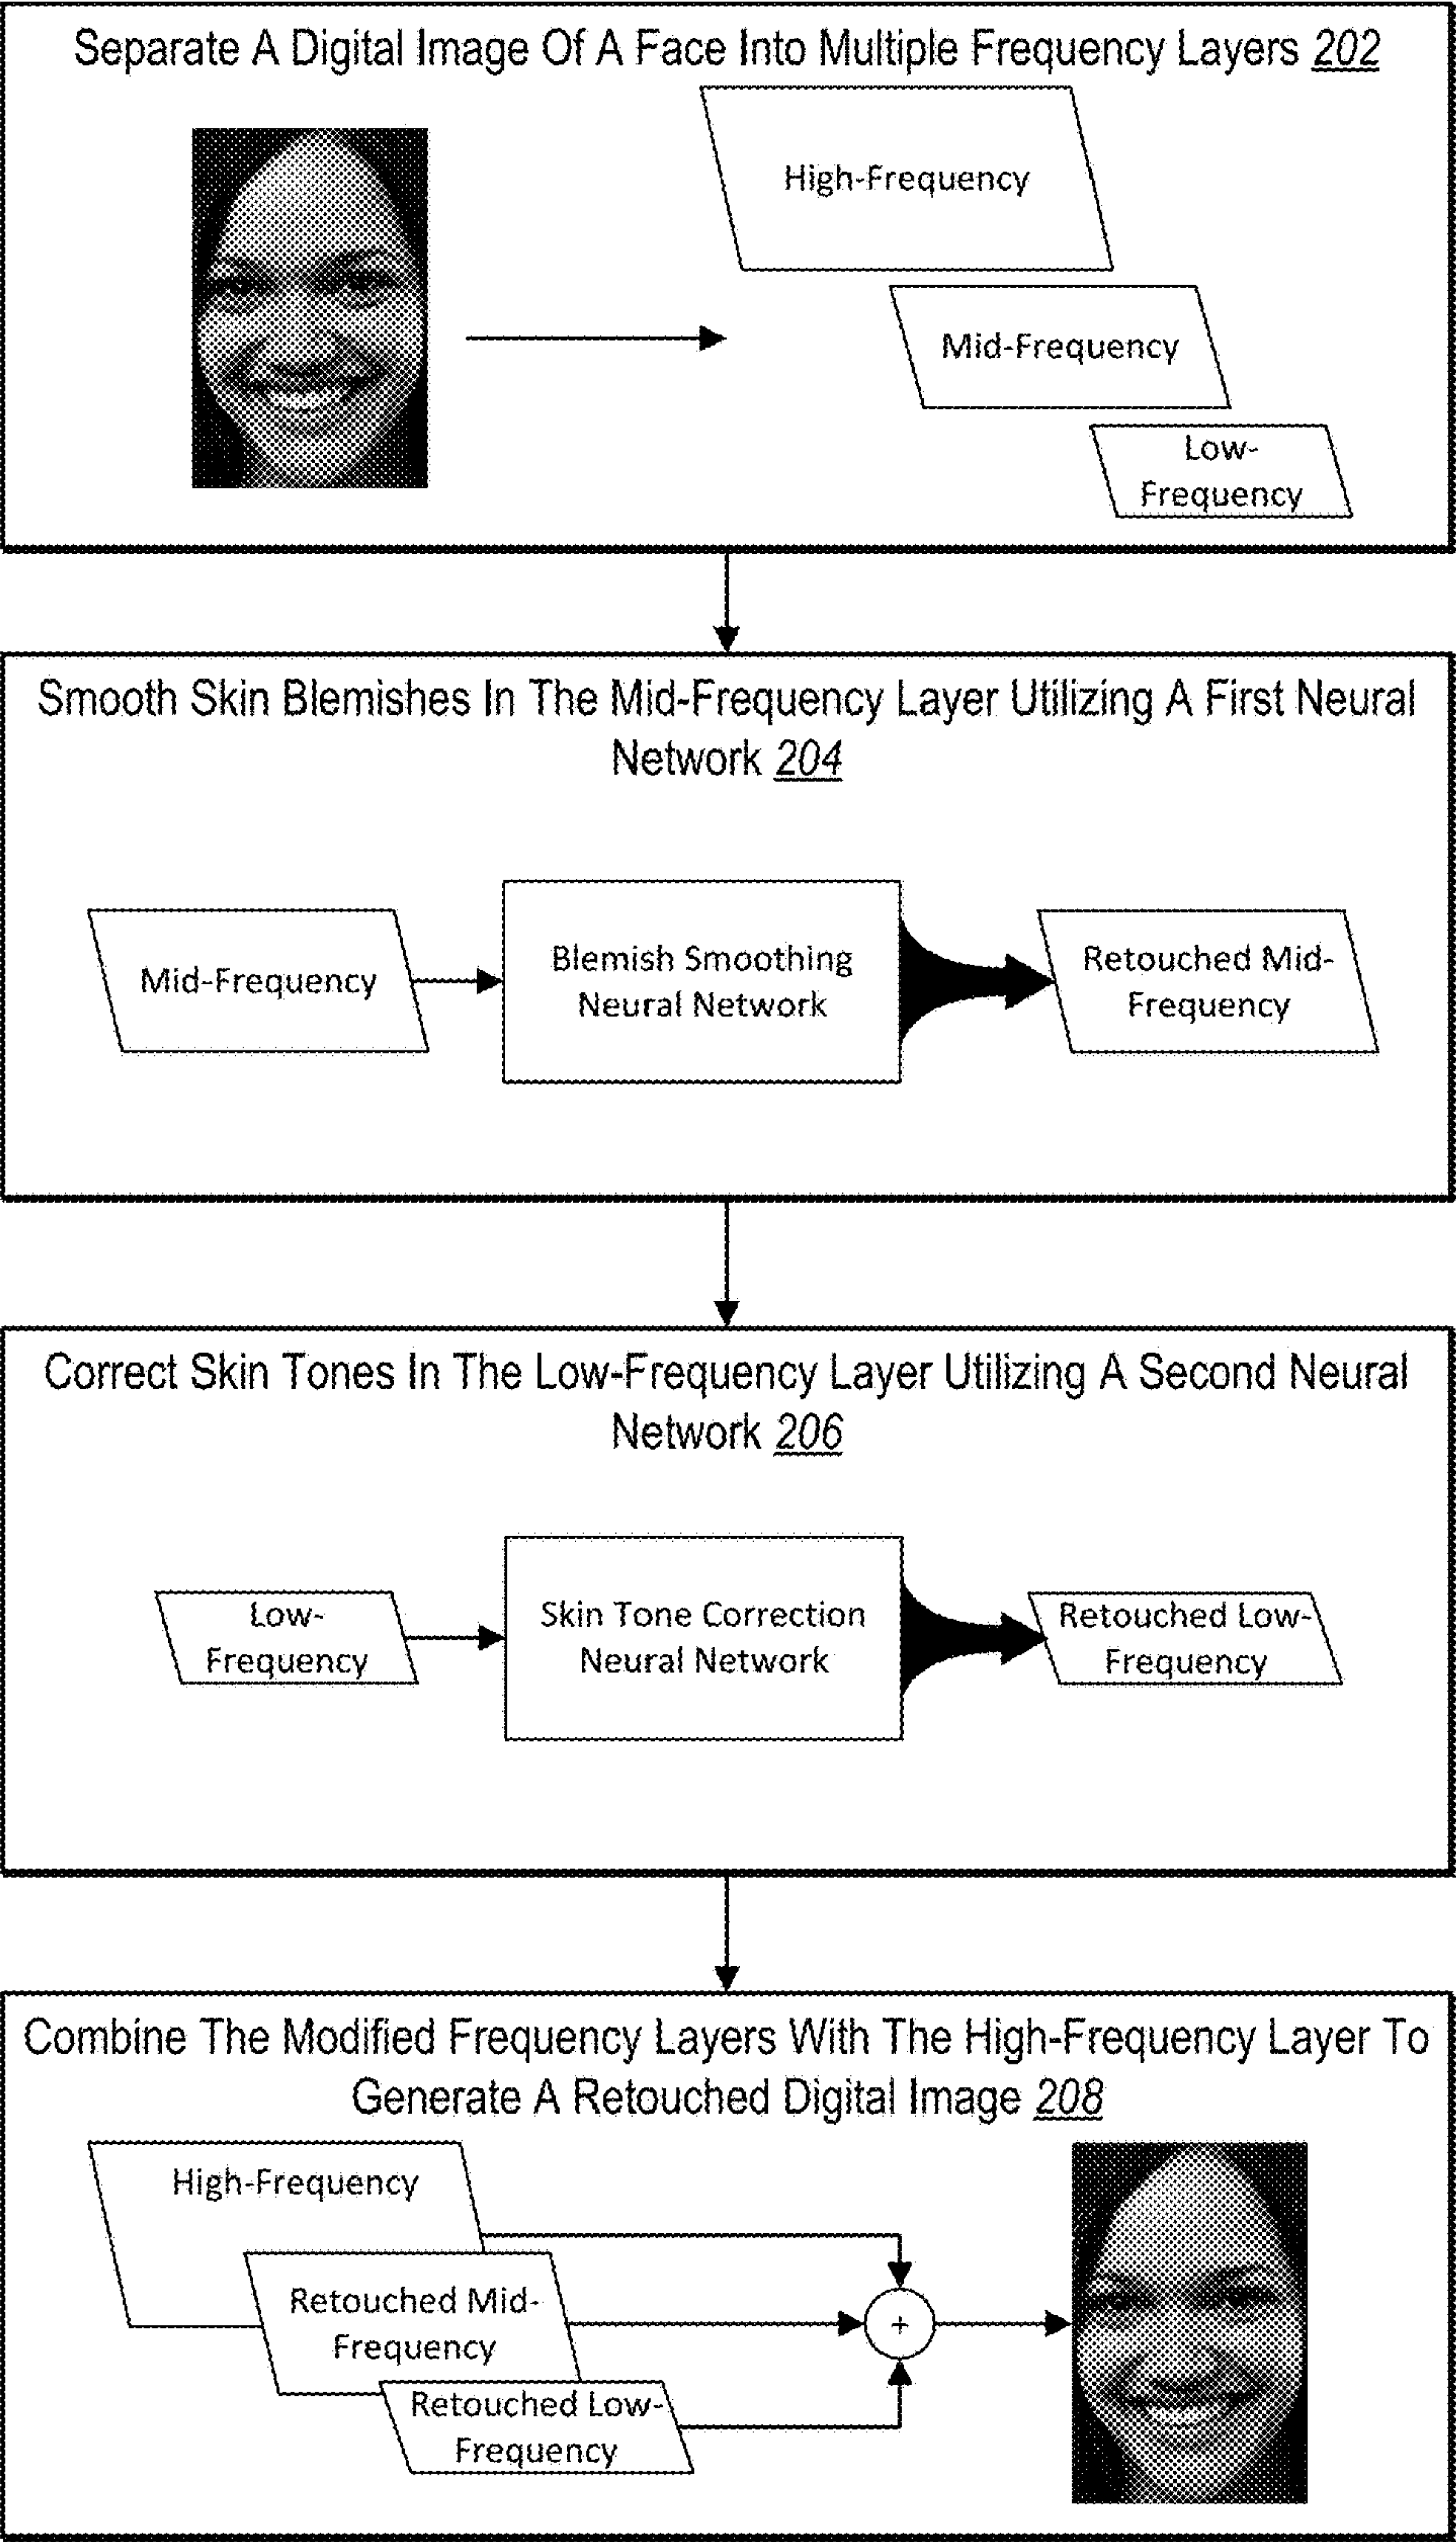 Separate A Digital Image Of A Face Into Multiple Frequency Layers 202
High-Frequency
Mid-Frequency
Low-
Frequency
Smooth Skin Blemishes In The Mid-Frequency Layer Utilizing A First Neural
Network 204
Mid-Frequency
Blemish Smoothing
Neural Network
Retouched Mid-
Frequency
Correct Skin Tones In The Low-Frequency Layer Utilizing A Second Neural
Network 206
Low-
Frequency
Skin Tone Correction
Neural Network
Retouched Low-
Frequency
Combine The Modified Frequency Layers With The High-Frequency Layer To
Generate A Retouched Digital Image 208
High-Frequency
Retouched Mid-
Frequency
Retouched Low-
Frequency
+